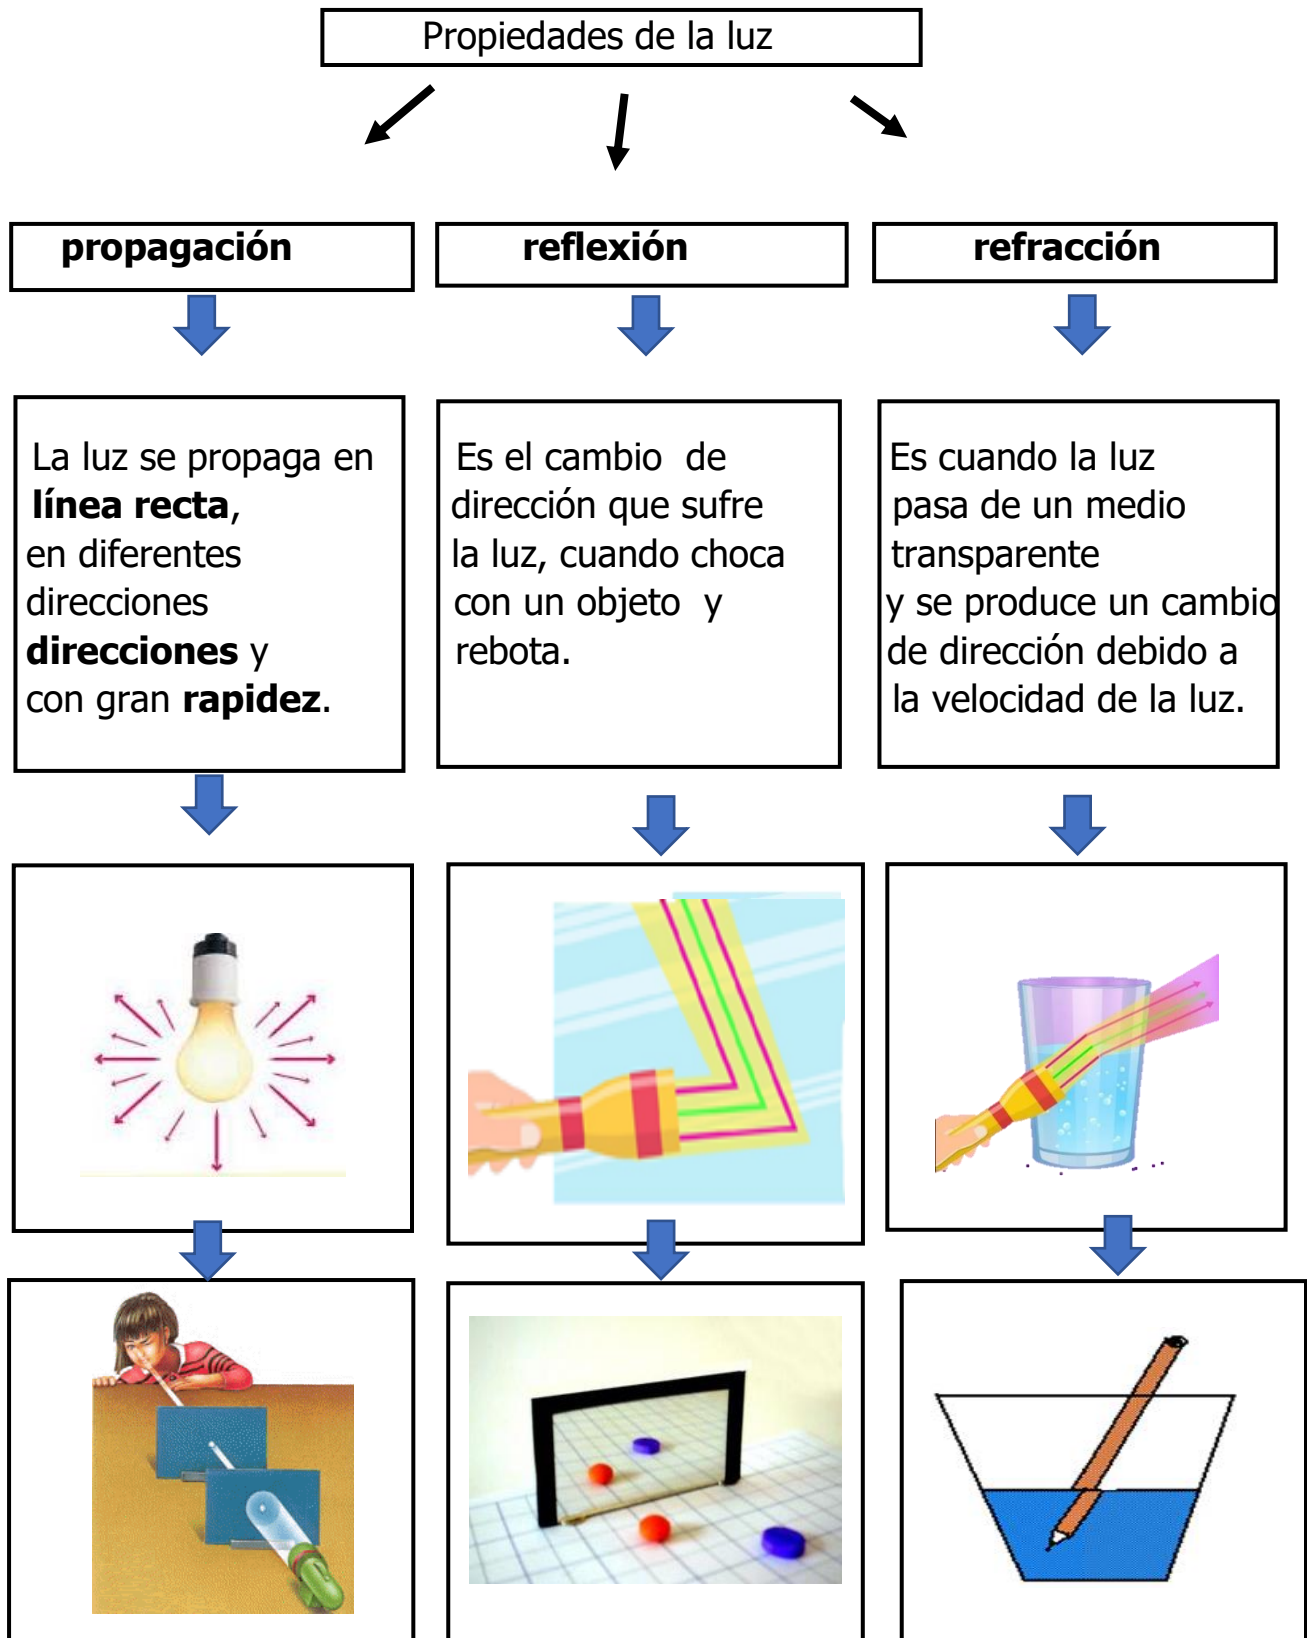 Propiedades de la luz
propagación
reflexión
refracción
La luz se propaga en
línea recta,
en diferentes
direcciones
direcciones y
con gran rapidez.
Es el cambio de
dirección que sufre
la luz, cuando choca
con un objeto y
rebota.
Es cuando la luz
pasa de un medio
transparente
y se produce un cambio
de dirección debido a
la velocidad de la luz.